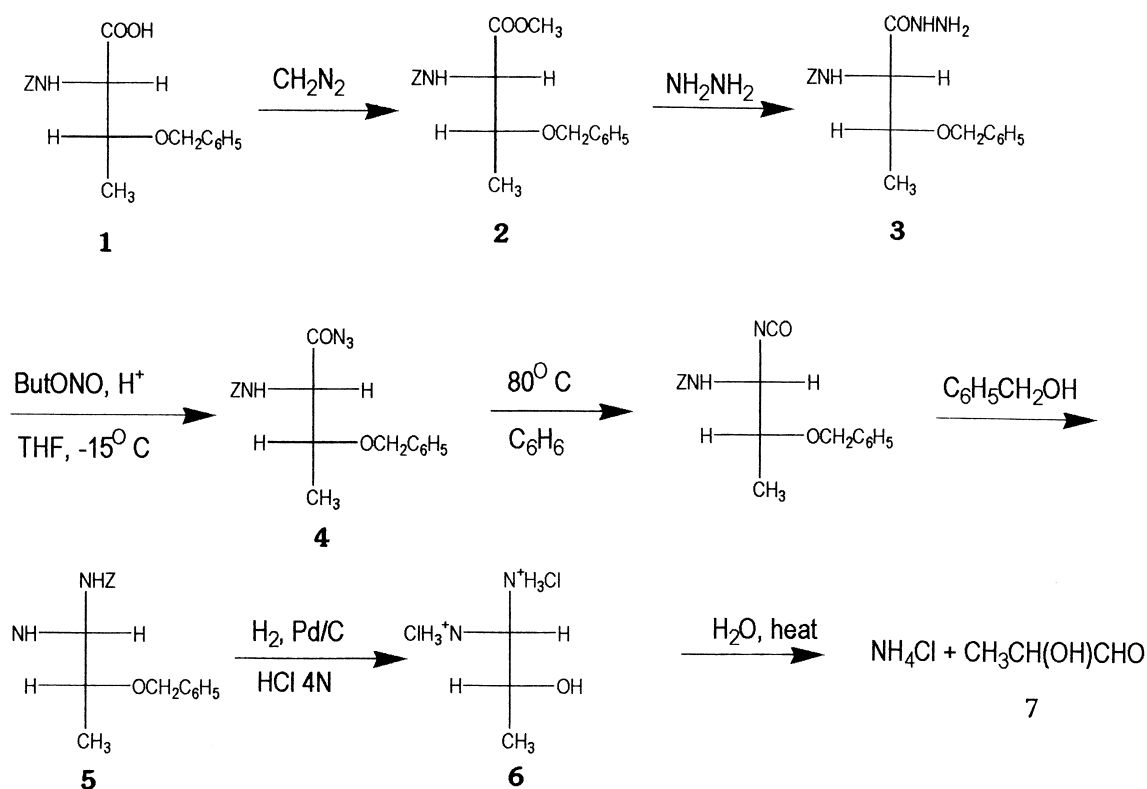 COOH
ZNH H
H OCH₂C₆H₅
CH₃
1
CH₂N₂
COOCH₃
ZNH H
H OCH₂C₆H₅
CH₃
2
NH₂NH₂
CONHNH₂
ZNH H
H OCH₂C₆H₅
CH₃
3
ButONO, H⁺
THF, -15⁰ C
CON₃
ZNH H
H OCH₂C₆H₅
CH₃
4
80⁰ C
C₆H₆
NCO
ZNH H
H OCH₂C₆H₅
CH₃
C₆H₅CH₂OH
NHZ
NH H
H OCH₂C₆H₅
CH₃
5
H₂, Pd/C
HCl 4N
N⁺H₃Cl
ClH₃⁺N H
H OH
CH₃
6
H₂O, heat
NH₄Cl + CH₃CH(OH)CHO
7